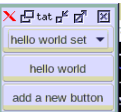 tat
hello world set
hello world
add a new button